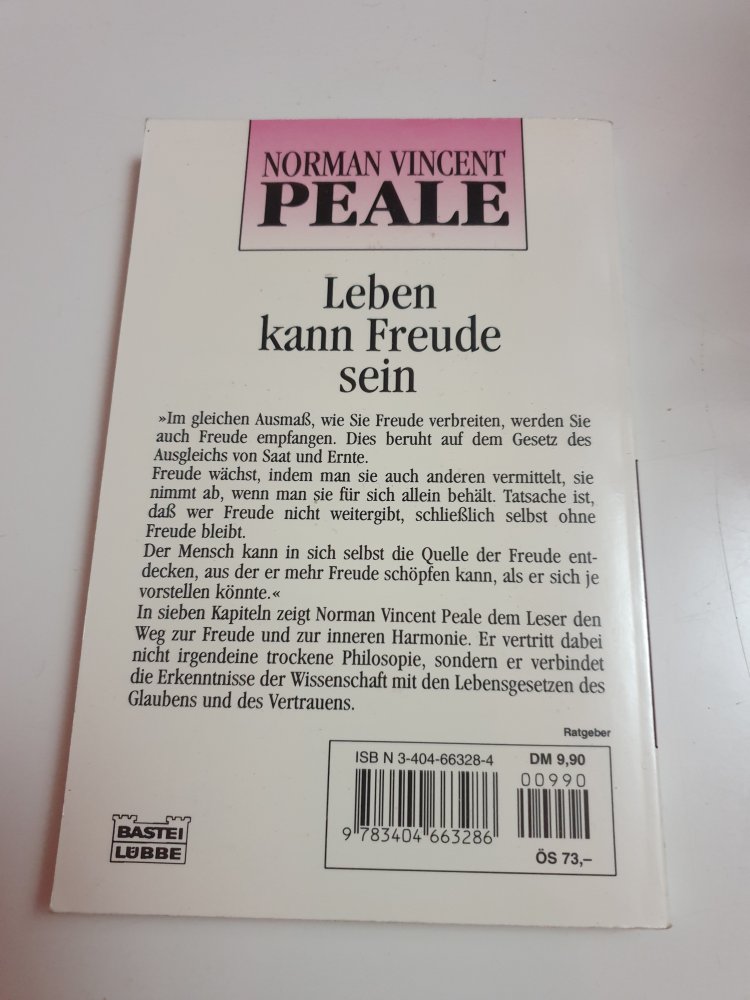 NORMAN VINCENT
PEALE
Leben
kann Freude
sein
»Im gleichen Ausmaß, wie Sie Freude verbreiten, werden Sie
auch Freude empfangen. Dies beruht auf dem Gesetz des
Ausgleichs von Saat und Ernte.
Freude wächst, indem man sie auch anderen vermittelt, sie
nimmt ab, wenn man sie für sich allein behält. Tatsache ist,
daß wer Freude nicht weitergibt, schließlich selbst ohne
Freude bleibt.
Der Mensch kann in sich selbst die Quelle der Freude ent-
decken, aus der er mehr Freude schöpfen kann, als er sich je
vorstellen könnte.«
In sieben Kapiteln zeigt Norman Vincent Peale dem Leser den
Weg zur Freude und zur inneren Harmonie. Er vertritt dabei
nicht irgendeine trockene Philosopie, sondern er verbindet
die Erkenntnisse der Wissenschaft mit den Lebensgesetzen des
Glaubens und des Vertrauens.
Ratgeber
ISB N 3-404-66328-4 DM 9,90
00990
9 783404 663286
ÖS 73,–
BASTEI
LÜBBE